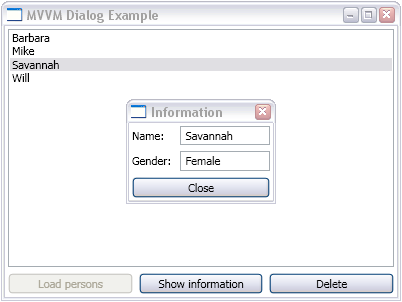 MVVM Dialog Example
Barbara
Mike
Savannah
Will
Information
Name: Savannah
Gender: Female
Close
Load persons Show information Delete